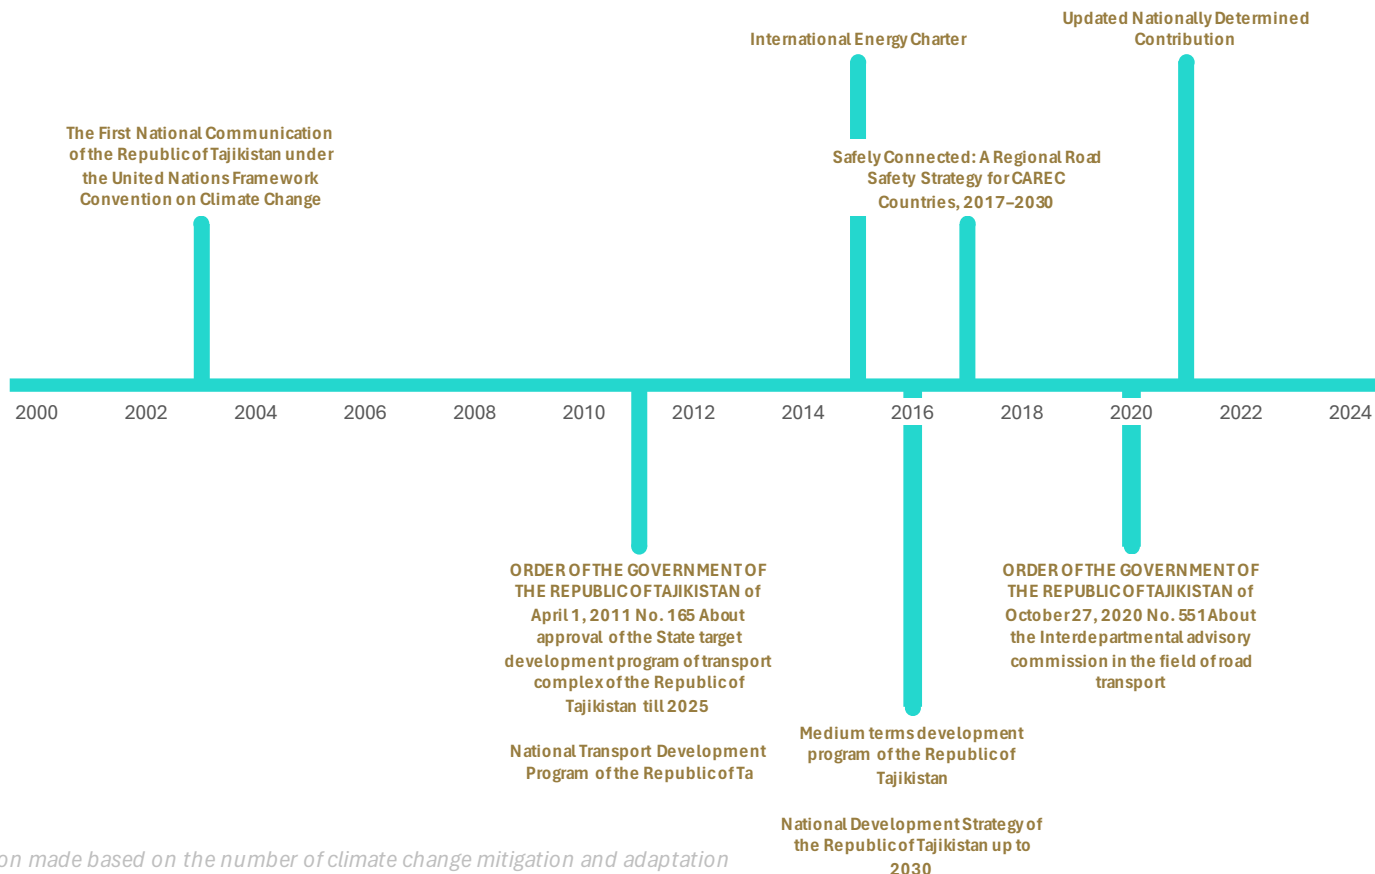 Updated Nationally Determined
Contribution
International Energy Charter
The First National Communication
of the Republic of Tajikistan under
the United Nations Framework
Convention on Climate Change
Safely Connected: A Regional Road
Safety Strategy for CAREC
Countries, 2017–2030
2000 2002 2004 2006 2008 2010 2012 2014 2016 2018 2020 2022 2024
ORDER OF THE GOVERNMENT OF
THE REPUBLIC OF TAJIKISTAN of
April 1, 2011 No. 165 About
approval of the State target
development program of transport
complex of the Republic of
Tajikistan till 2025
National Transport Development
Program of the Republic of Ta
Medium terms development
program of the Republic of
Tajikistan
National Development Strategy of
the Republic of Tajikistan up to
2030
ORDER OF THE GOVERNMENT OF
THE REPUBLIC OF TAJIKISTAN of
October 27, 2020 No. 551 About
the Interdepartmental advisory
commission in the field of road
transport
on made based on the number of climate change mitigation and adaptation